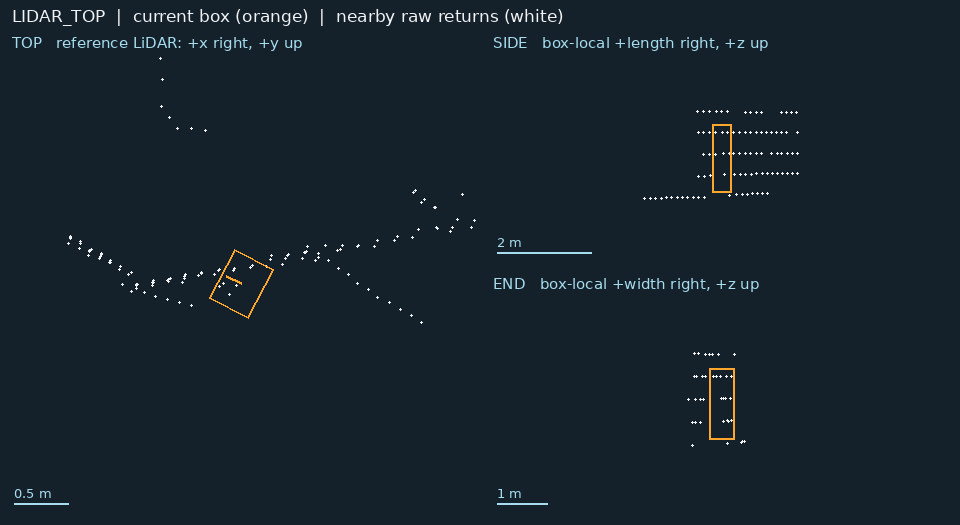 LIDAR_TOP | current box (orange) | nearby raw returns (white)
TOP reference LiDAR: +x right, +y up
SIDE box-local +length right, +z up
2 m
END box-local +width right, +z up
0.5 m
1 m